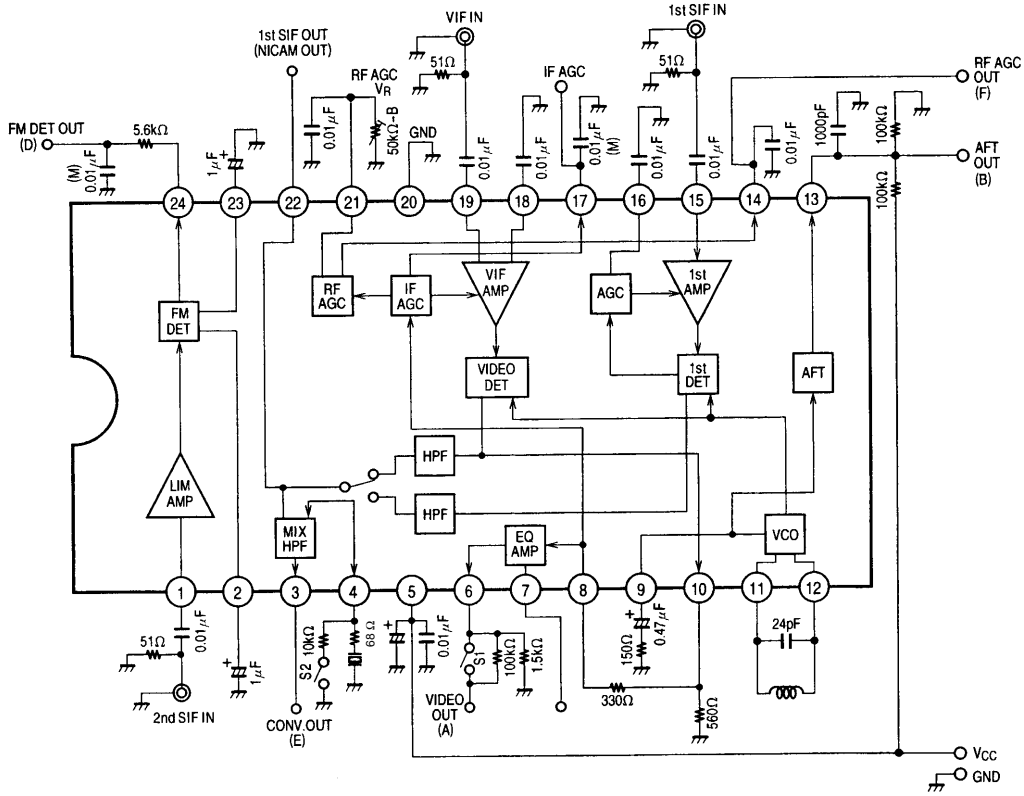 VIF IN
1st SIF IN
1st SIF OUT
(NICAM OUT)
RF AGC
VR
51Ω
IF AGC
51Ω
RF AGC
OUT
(F)
FM DET OUT
(D)
5.6kΩ
(M)
0.01μF
+
1μF
0.01μF
50kΩ-B
GND
0.01μF
0.01μF
0.01μF
(M)
0.01μF
0.01μF
0.01μF
1000pF
100kΩ
AFT
OUT
(B)
100kΩ
24
23
22
21
20
19
18
17
16
15
14
13
RF
AGC
IF
AGC
VIF
AMP
AGC
1st
AMP
FM
DET
VIDEO
DET
1st
DET
AFT
HPF
LIM
AMP
HPF
MIX
HPF
EQ
AMP
VCO
1
2
3
4
5
6
7
8
9
10
11
12
0.01μF
51Ω
+
1μF
2nd SIF IN
10kΩ
S2
68Ω
CONV.OUT
(E)
+
0.01μF
S1
100kΩ
1.5kΩ
VIDEO
OUT
(A)
330Ω
+
0.47μF
150Ω
560Ω
24pF
VCC
GND